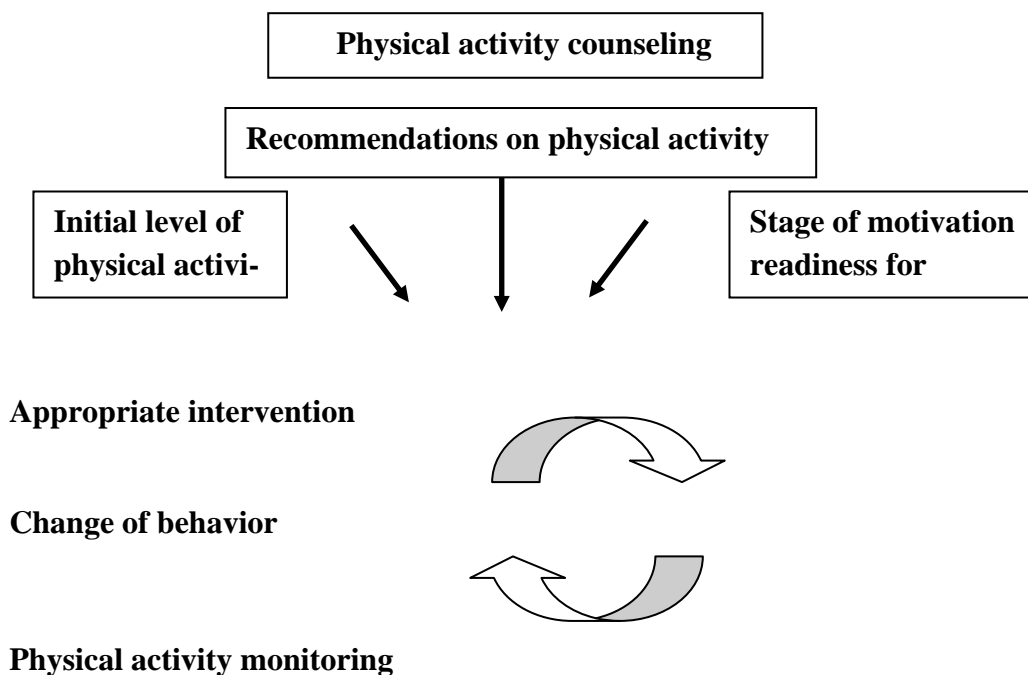 Physical activity counseling
Recommendations on physical activity
Initial level of
physical activi-
Stage of motivation
readiness for
Appropriate intervention
Change of behavior
Physical activity monitoring